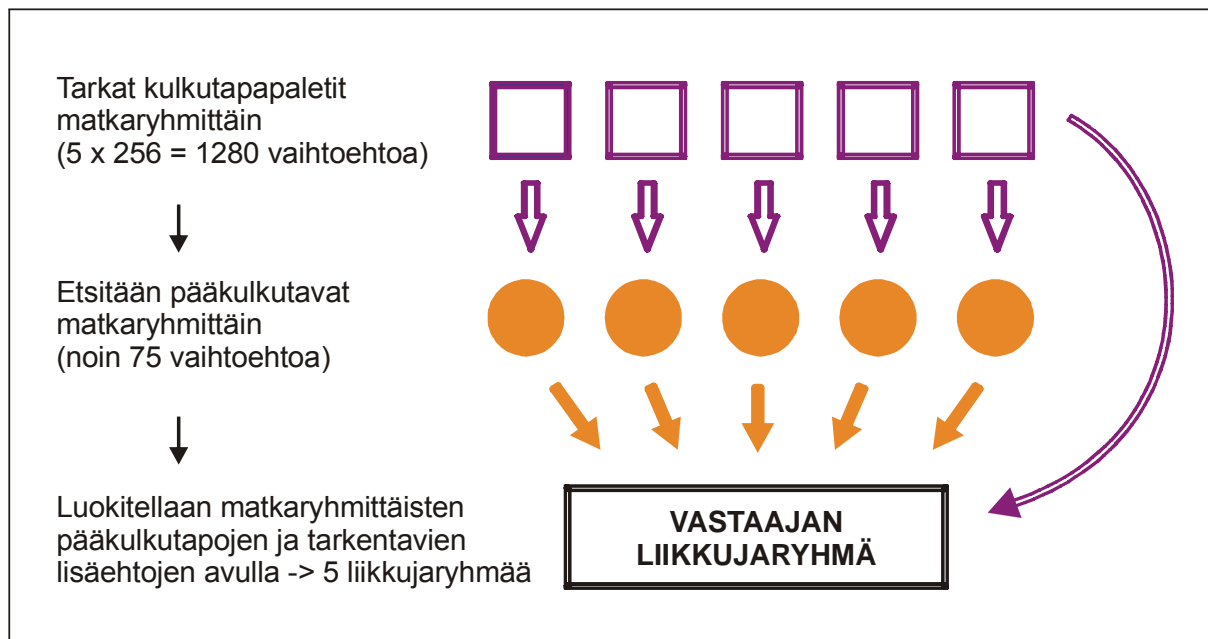 Tarkat kulkutapapaletit
matkaryhmittäin
(5 x 256 = 1280 vaihtoehtoa)
Etsitään pääkulkutavat
matkaryhmittäin
(noin 75 vaihtoehtoa)
Luokitellaan matkaryhmittäisten
pääkulkutapojen ja tarkentavien
lisäehtojen avulla -> 5 liikkujaryhmää
VASTAAJAN
LIIKKUJARYHMÄ